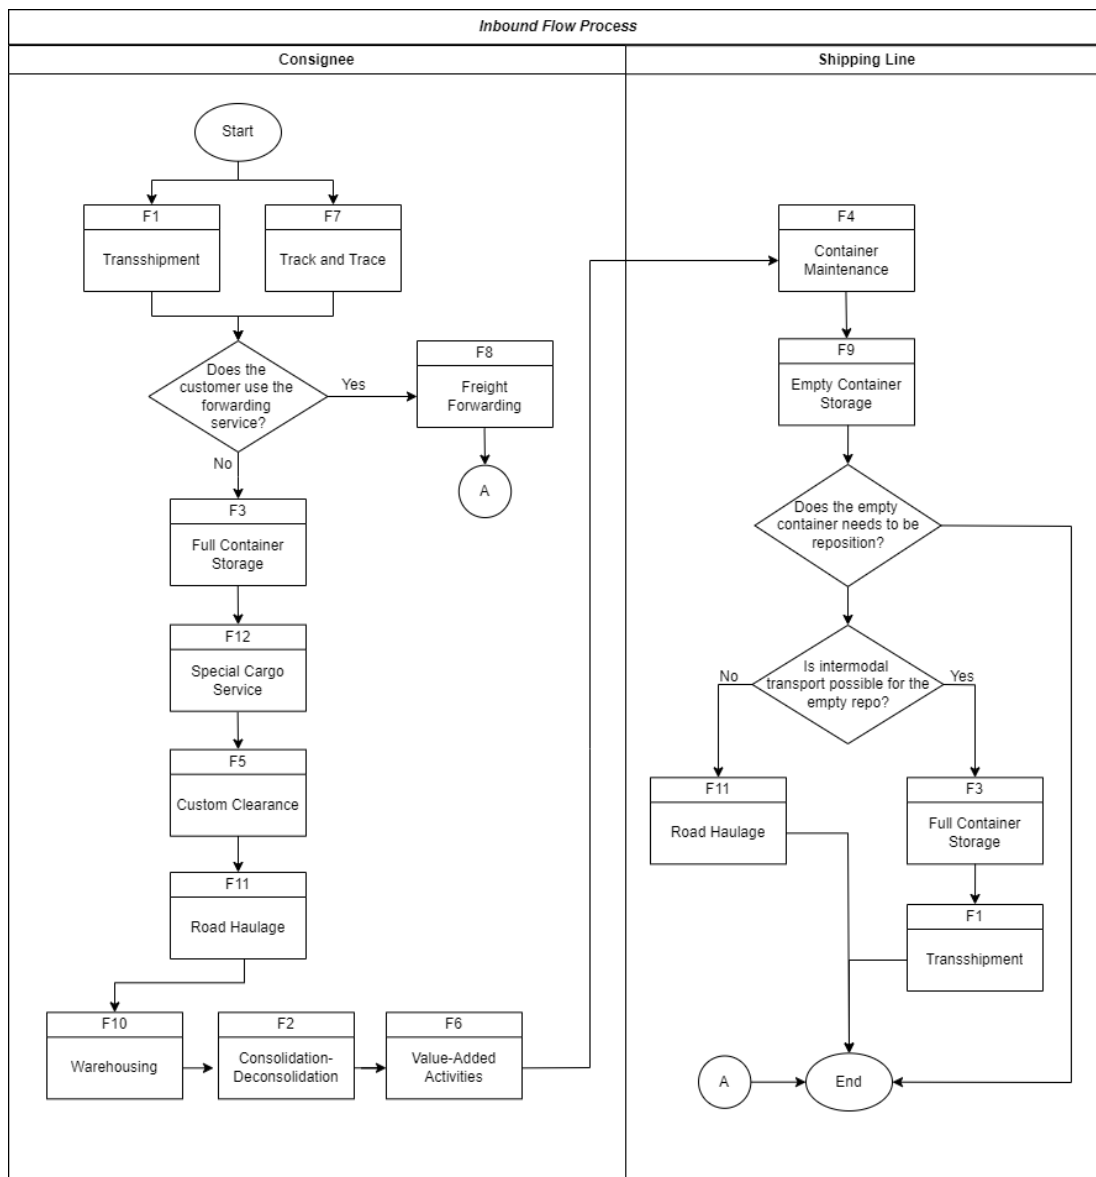 Inbound Flow Process
Consignee
Shipping Line
Start
F1
Transshipment
F7
Track and Trace
Does the
customer use the
forwarding
service?
Yes
No
F8
Freight
Forwarding
A
F3
Full Container
Storage
F12
Special Cargo
Service
F5
Custom Clearance
F11
Road Haulage
F10
Warehousing
F2
Consolidation-
Deconsolidation
F6
Value-Added
Activities
F4
Container
Maintenance
F9
Empty Container
Storage
Does the empty
container needs to be
reposition?
Is intermodal
transport possible for the
empty repo?
No
Yes
F11
Road Haulage
F3
Full Container
Storage
F1
Transshipment
A
End